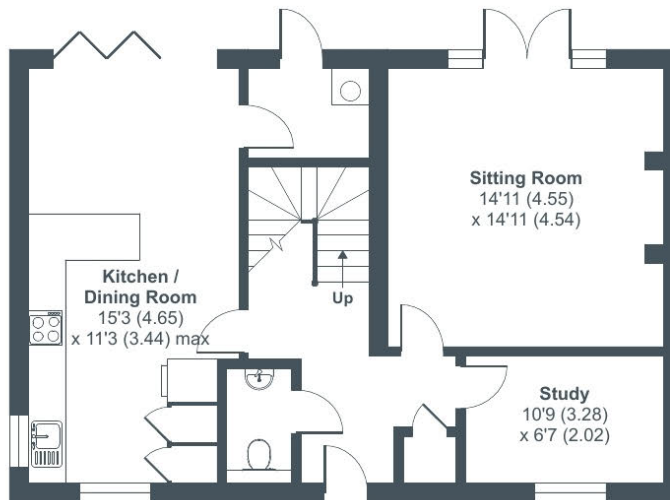 Sitting Room
14'11 (4.55)
x 14'11 (4.54)
Kitchen /
Dining Room
15'3 (4.65)
x 11'3 (3.44) max
Up
Study
10'9 (3.28)
x 6'7 (2.02)